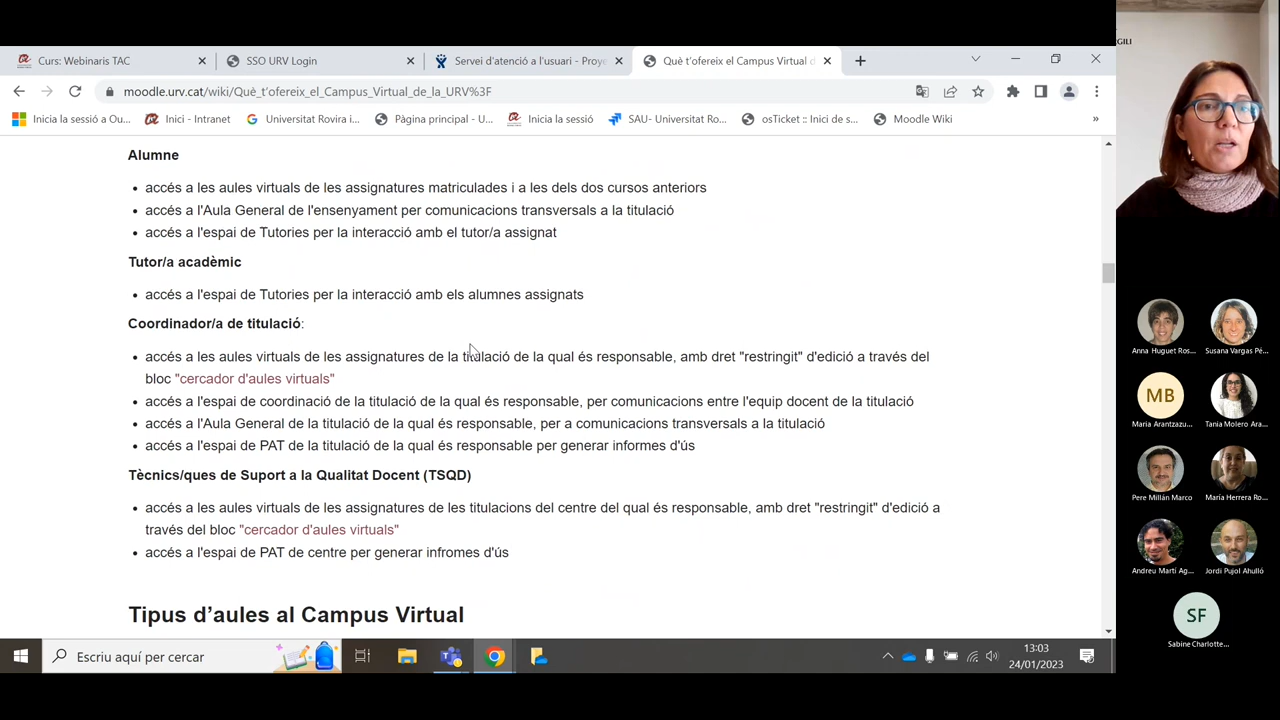 GILI
Curs: Webinaris TAC
SSO URV Login
Servei d'atenció a l'usuari - Proye
Què t'ofereix el Campus Virtual d
moodle.urv.cat/wiki/Què_t'ofereix_el_Campus_Virtual_de_la_URV%3F
Inicia la sessió a Ou...
Inici - Intranet
Universitat Rovira i...
Pàgina principal - U...
Inicia la sessió
SAU- Universitat Ro...
osTicket :: Inici de s...
Moodle Wiki
»
Alumne
• accés a les aules virtuals de les assignatures matriculades i a les dels dos cursos anteriors
• accés a l'Aula General de l'ensenyament per comunicacions transversals a la titulació
• accés a l'espai de Tutories per la interacció amb el tutor/a assignat
Tutor/a acadèmic
• accés a l'espai de Tutories per la interacció amb els alumnes assignats
Coordinador/a de titulació:
• accés a les aules virtuals de les assignatures de la titulació de la qual és responsable, amb dret "restringit" d'edició a través del
bloc "cercador d'aules virtuals"
• accés a l'espai de coordinació de la titulació de la qual és responsable, per comunicacions entre l'equip docent de la titulació
• accés a l'Aula General de la titulació de la qual és responsable, per a comunicacions transversals a la titulació
• accés a l'espai de PAT de la titulació de la qual és responsable per generar informes d'ús
Tècnics/ques de Suport a la Qualitat Docent (TSQD)
• accés a les aules virtuals de les assignatures de les titulacions del centre del qual és responsable, amb dret "restringit" d'edició a
través del bloc "cercador d'aules virtuals"
• accés a l'espai de PAT de centre per generar infromes d'ús
Tipus d'aules al Campus Virtual
Anna Huguet Ros...
Susana Vargas Pé...
MB
Maria Arantzazu...
Tania Molero Ara...
Pere Millán Marco
María Herrera Ro...
Andreu Martí Ag...
Jordi Pujol Ahulló
SF
Sabine Charlotte...
Escriu aquí per cercar
13:03
24/01/2023